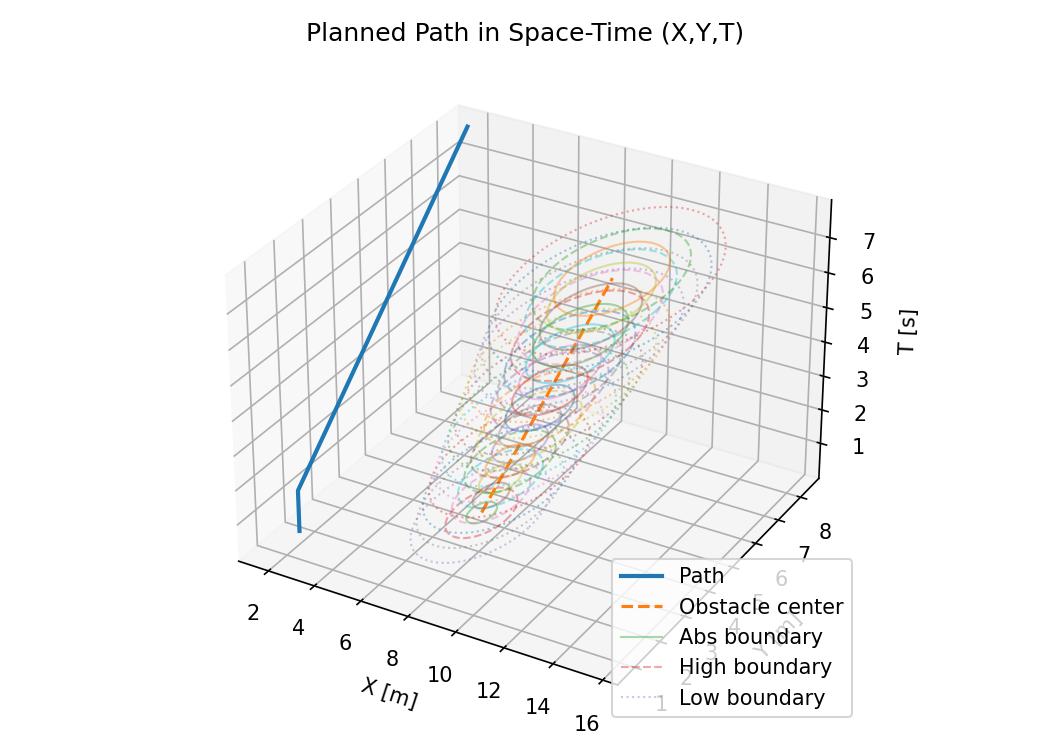 Planned Path in Space-Time (X,Y,T)
7
6
5
4
3
2
1
T [s]
2
4
6
8
10
12
14
16
X [m]
8
7
6
5
4
3
2
1
Y [m]
Path
Obstacle center
Abs boundary
High boundary
Low boundary